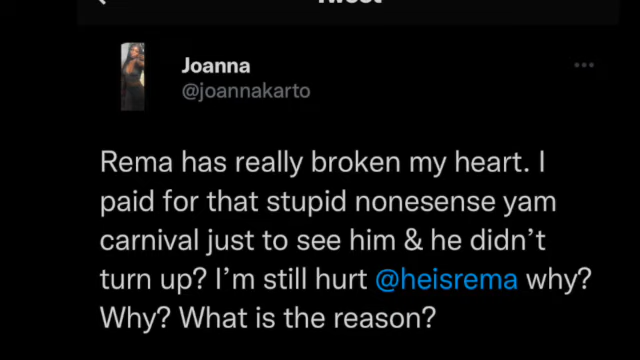 Tweet
Joanna
@joannakarto
Rema has really broken my heart. I
paid for that stupid nonesense yam
carnival just to see him & he didn't
turn up? I'm still hurt @heisrema why?
Why? What is the reason?